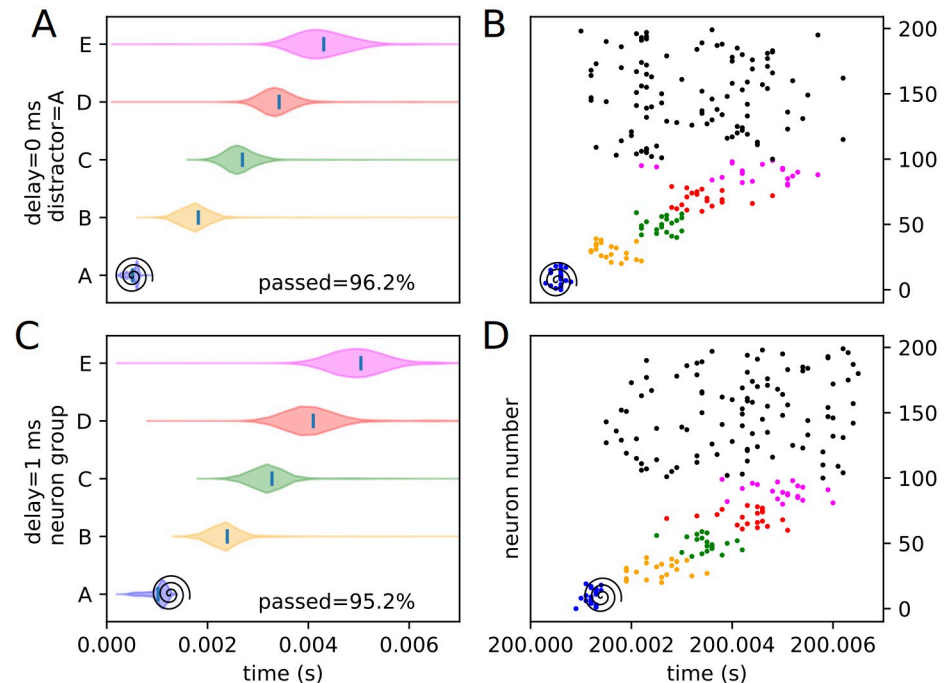 A
B
E
D
C
B
A
delay=0 ms
distractor=A
passed=96.2%
200
150
100
50
0
C
D
E
D
C
B
A
delay=1 ms
neuron group
passed=95.2%
neuron number
200
150
100
50
0
0.000 0.002 0.004 0.006
200.000 200.002 200.004 200.006
time (s)
time (s)